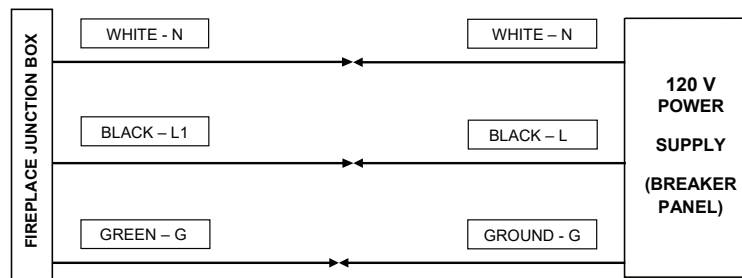 FIREPLACE JUNCTION BOX
WHITE - N
WHITE – N
BLACK – L1
BLACK – L
GREEN – G
GROUND - G
120 V
POWER
SUPPLY
(BREAKER
PANEL)